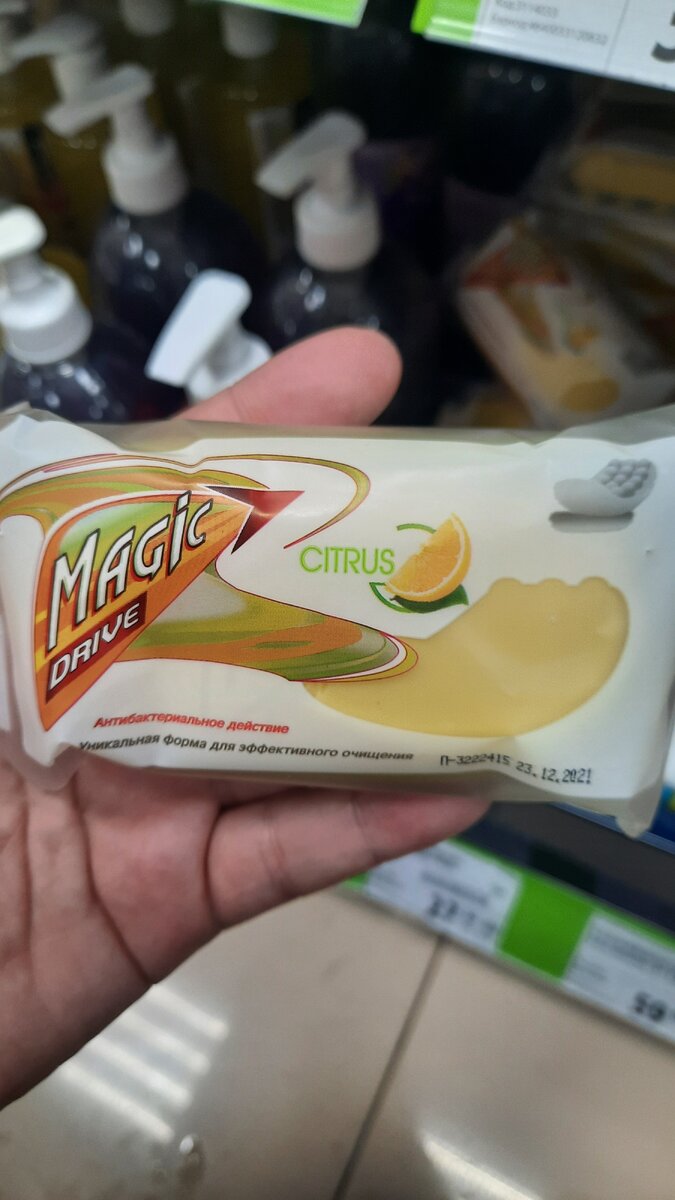 MAGiC
DRIVE
CITRUS
Антибактериальное действие
Уникальная форма для эффективного очищения
П-3222415 23.12.2021